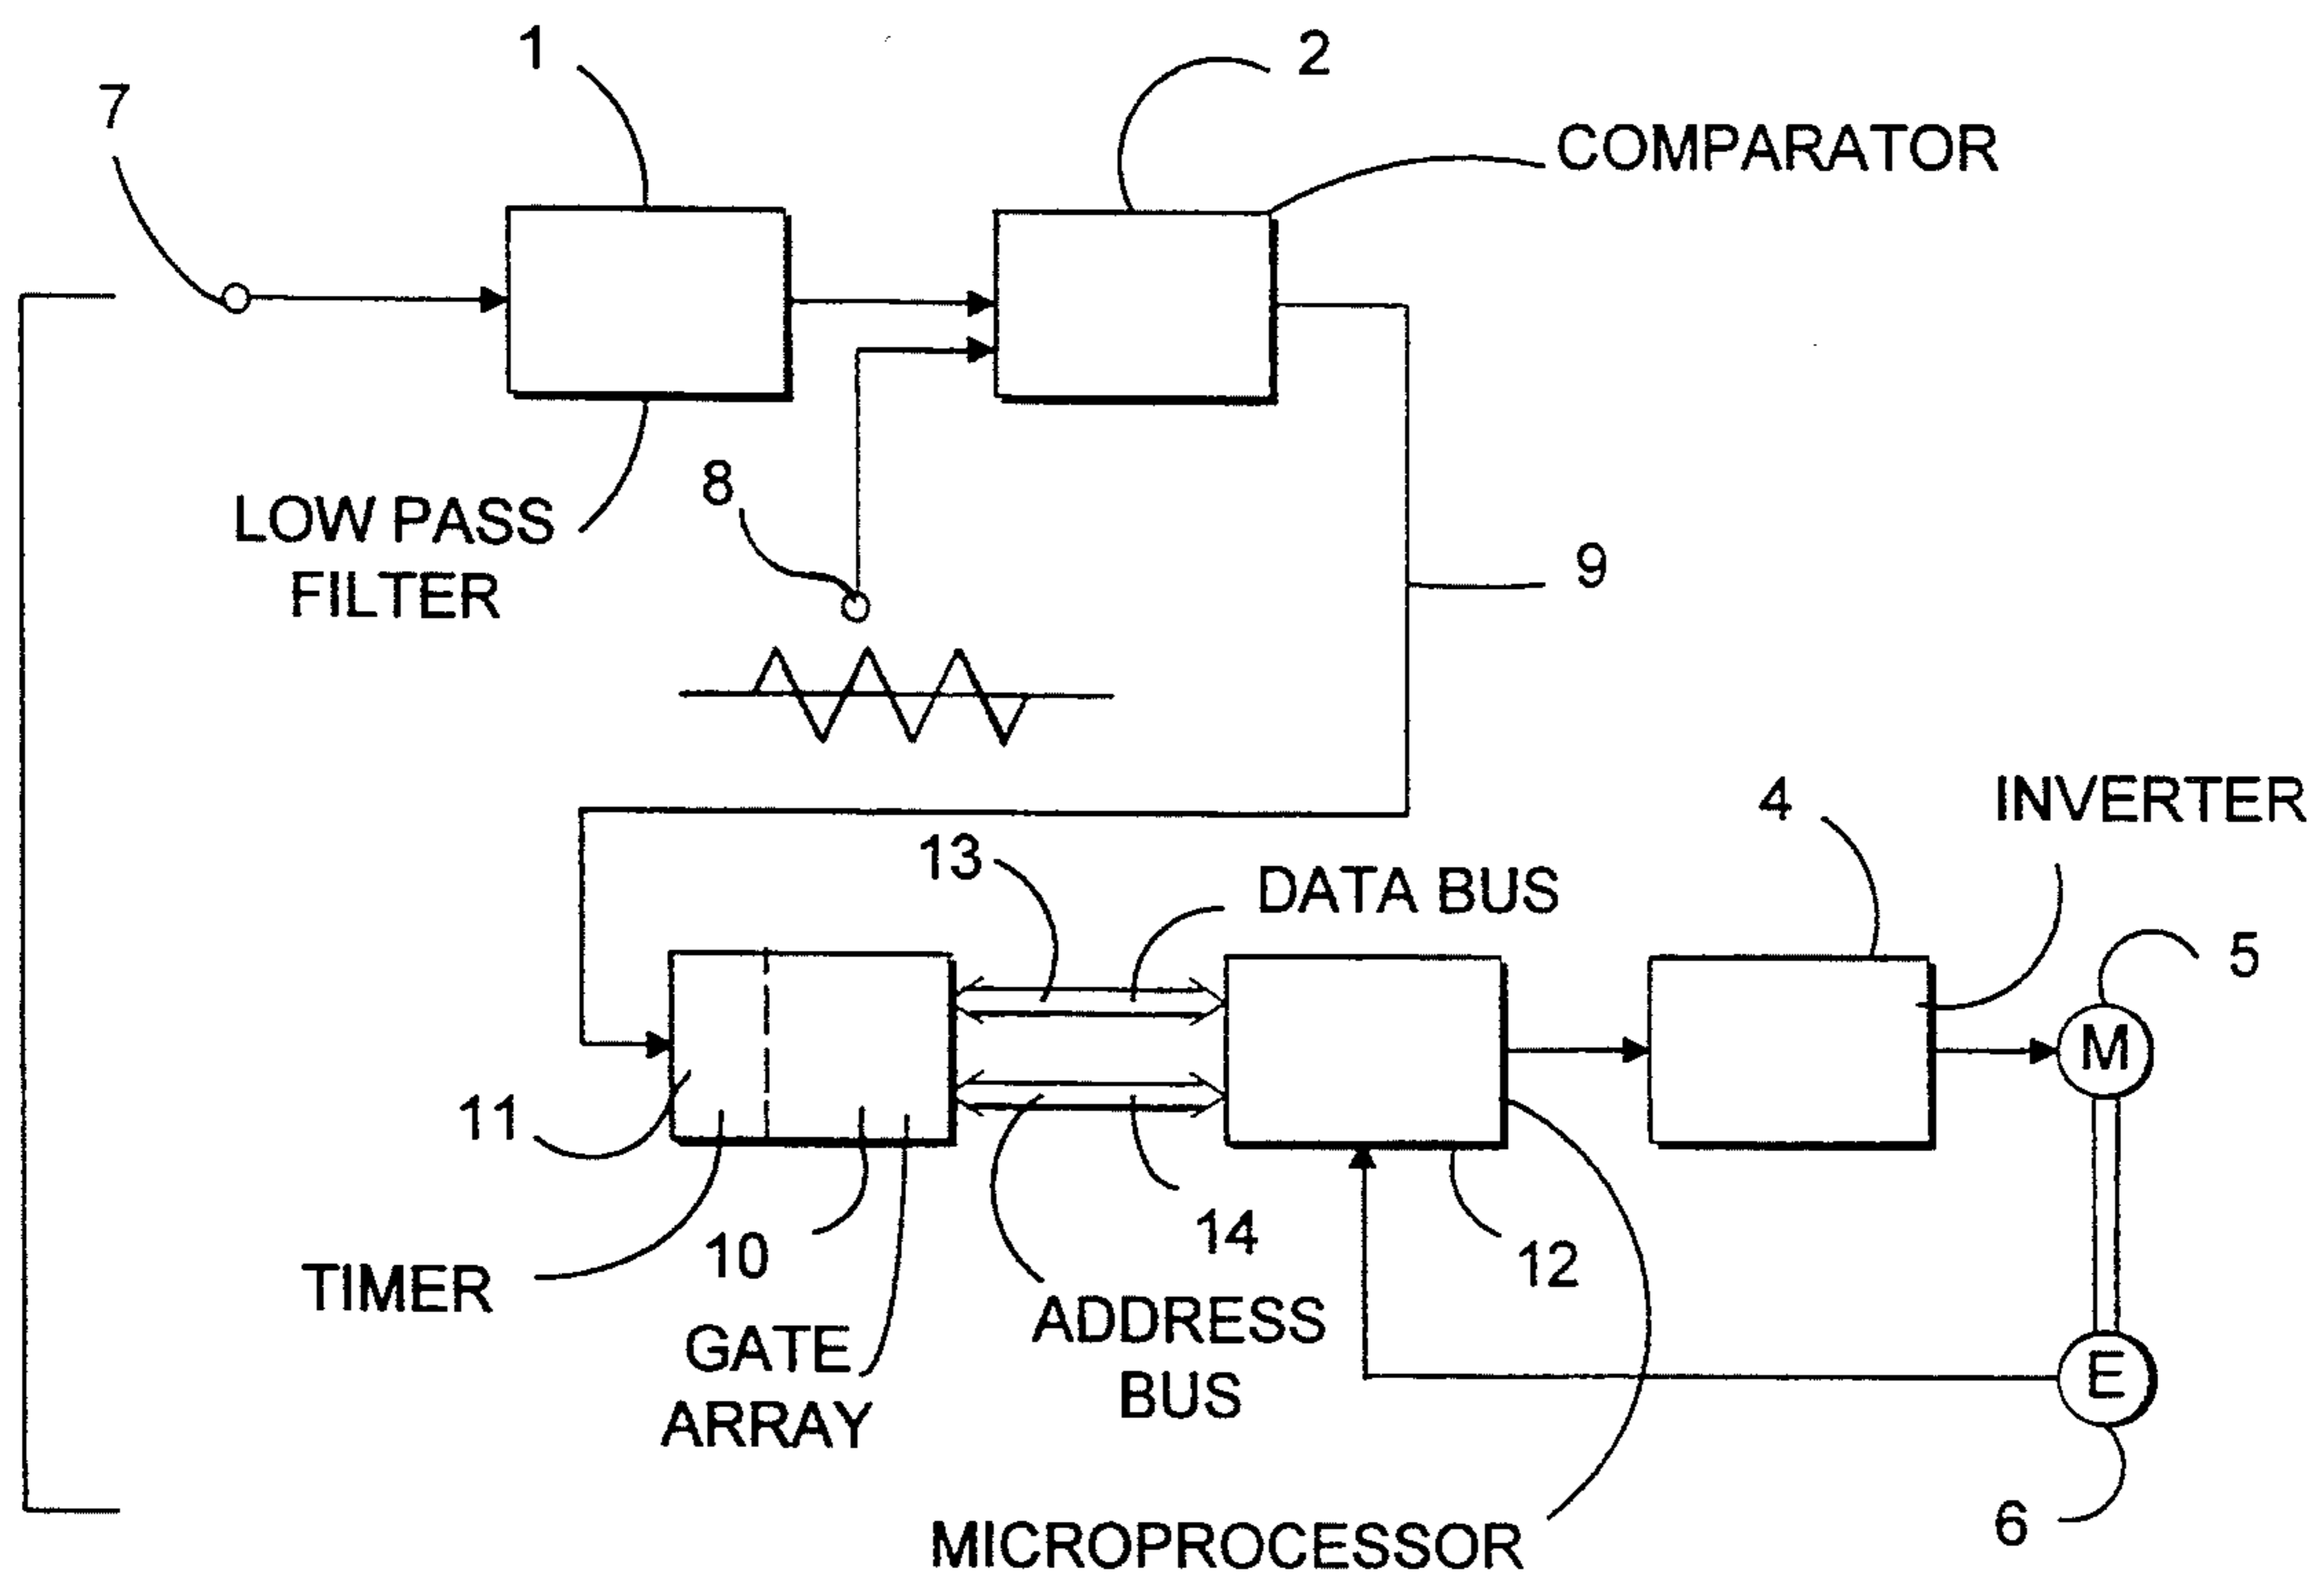 1
2
7
COMPARATOR
LOW PASS
FILTER
8
9
4
INVERTER
13
DATA BUS
5
M
11
TIMER
10
14
12
GATE
ARRAY
ADDRESS
BUS
E
6
MICROPROCESSOR